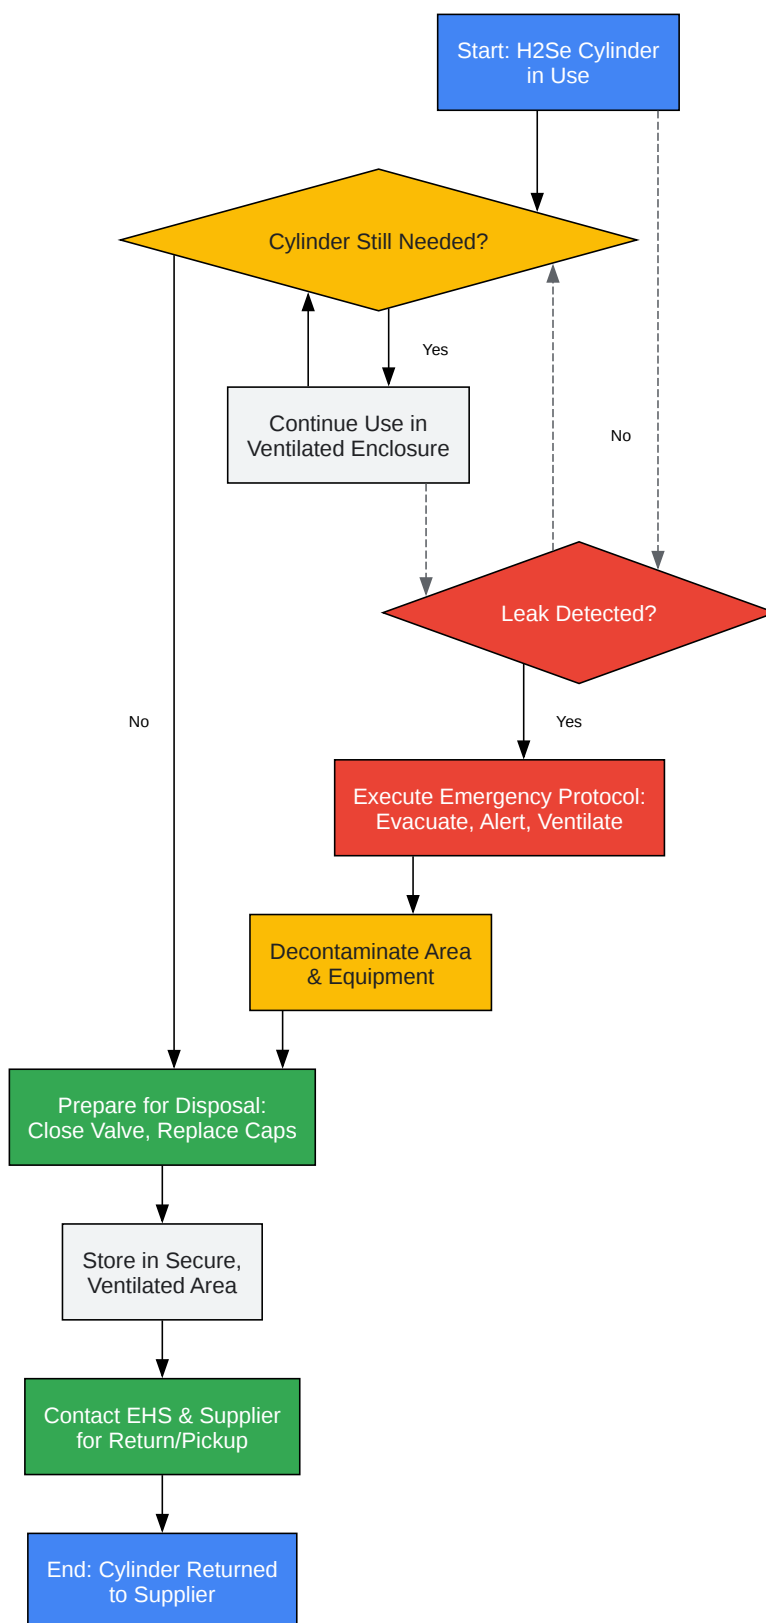 Start: H2Se Cylinder
in Use
Cylinder Still Needed?
Yes
Continue Use in
Ventilated Enclosure
No
Leak Detected?
No
Yes
Execute Emergency Protocol:
Evacuate, Alert, Ventilate
Decontaminate Area
& Equipment
Prepare for Disposal:
Close Valve, Replace Caps
Store in Secure,
Ventilated Area
Contact EHS & Supplier
for Return/Pickup
End: Cylinder Returned
to Supplier